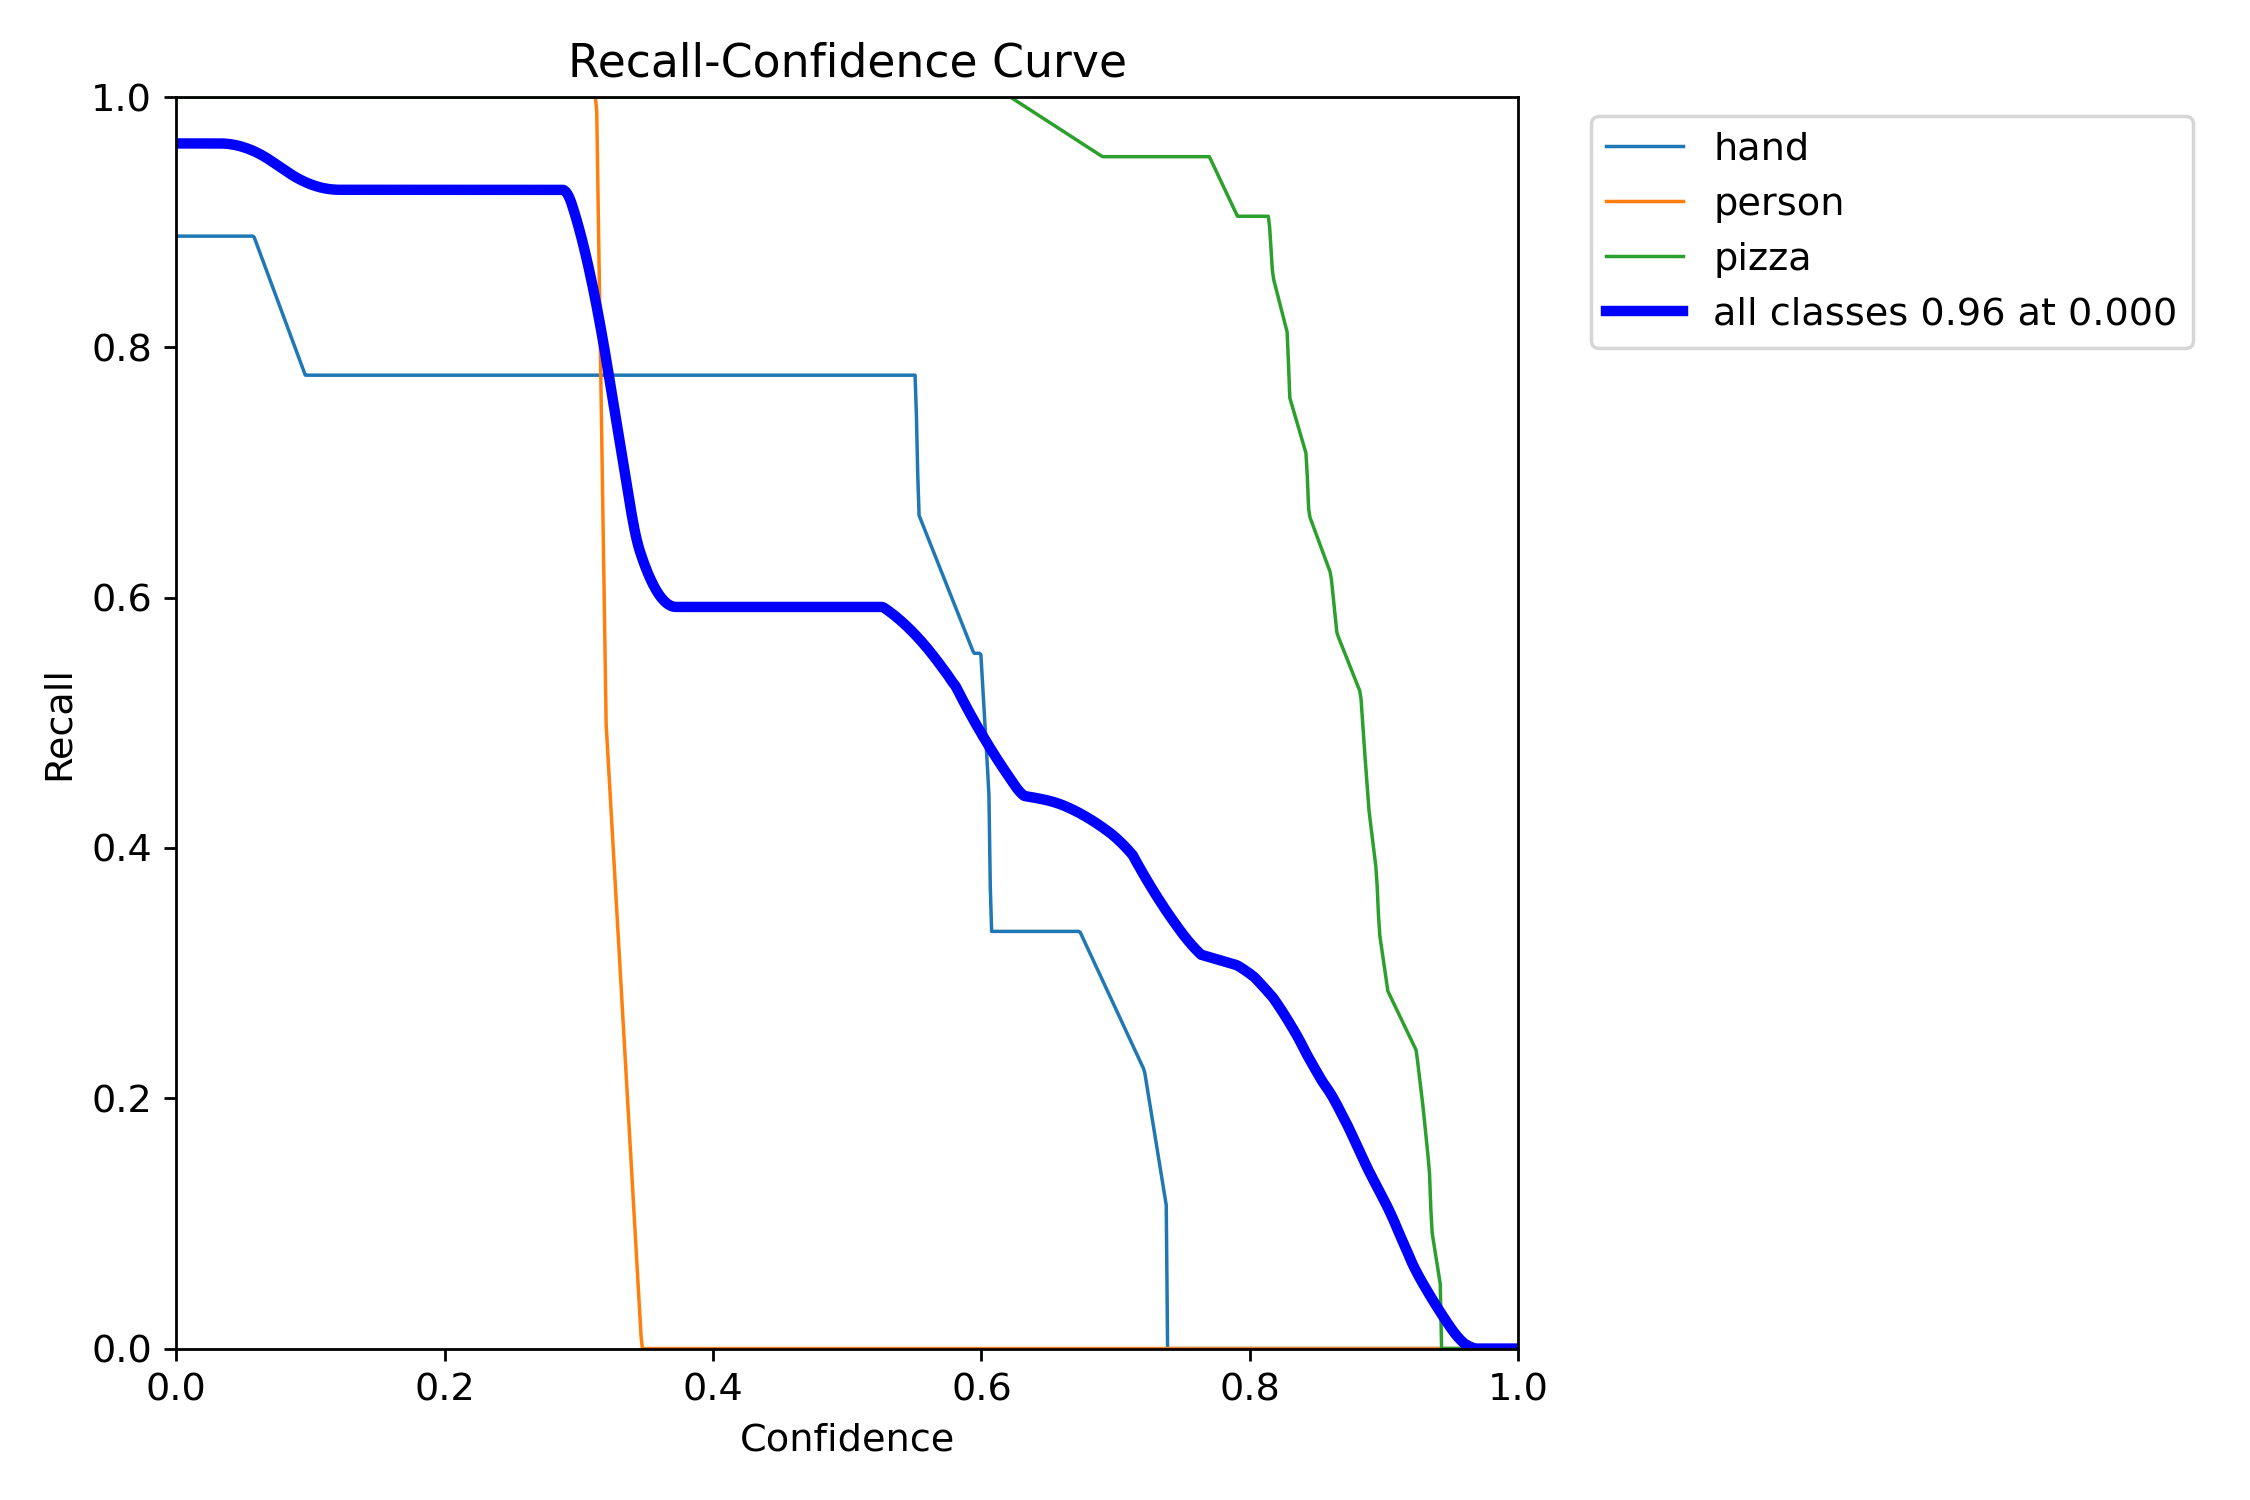 Recall-Confidence Curve
1.0
0.8
0.6
0.4
0.2
0.0
Recall
0.0 0.2 0.4 0.6 0.8 1.0
Confidence
hand
person
pizza
all classes 0.96 at 0.000